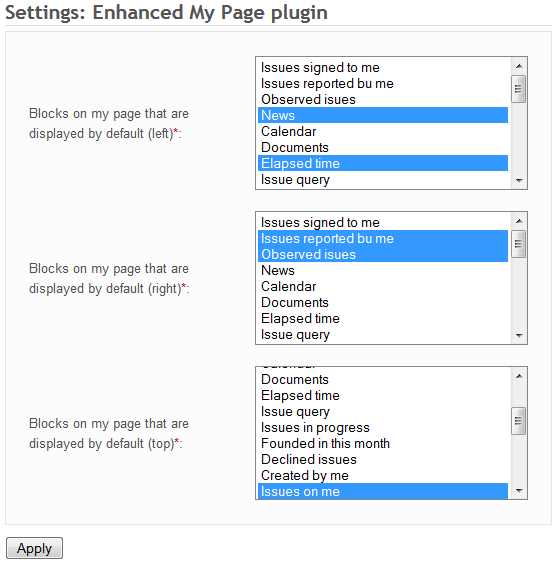 Settings: Enhanced My Page plugin
Blocks on my page that are
displayed by default (left)*:
Issues signed to me
Issues reported bu me
Observed isues
News
Calendar
Documents
Elapsed time
Issue query
Blocks on my page that are
displayed by default (right)*:
Issues signed to me
Issues reported bu me
Observed isues
News
Calendar
Documents
Elapsed time
Issue query
Blocks on my page that are
displayed by default (top)*:
Calendar
Documents
Elapsed time
Issue query
Issues in progress
Founded in this month
Declined issues
Created by me
Issues on me
Apply